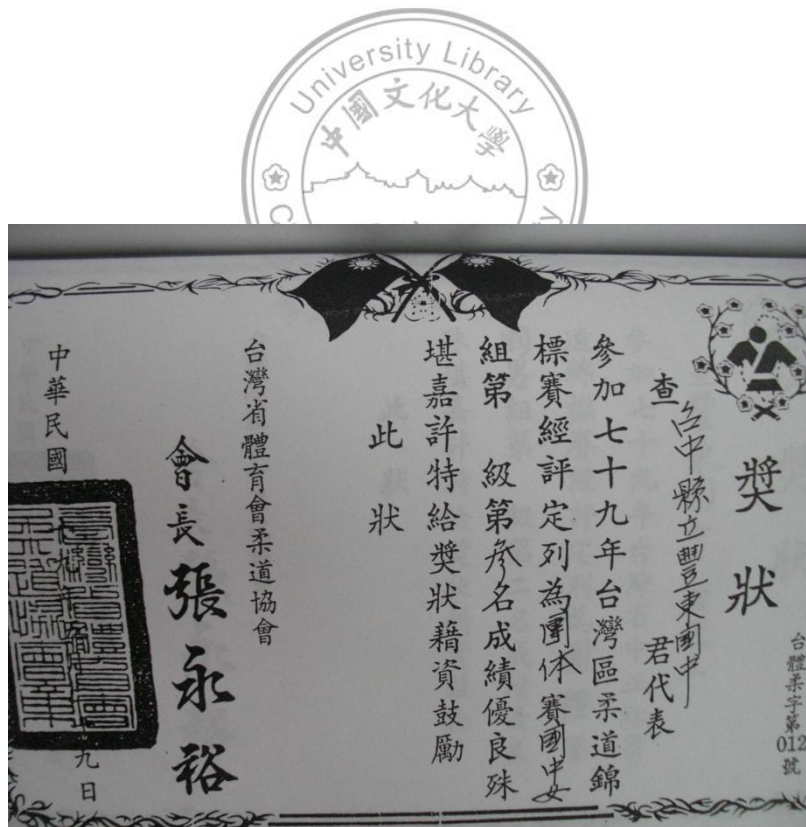 University Library
中國文化大學
獎狀
台體柔字第012號
查台中縣立豐東國中
君代表
參加七十九年台灣區柔道錦
標賽經評定列為團体賽國中女
組第 級第參名成績優良殊
堪嘉許特給獎狀藉資鼓勵
此狀
台灣省體育會柔道協會
會長張永裕
中華民國
九日